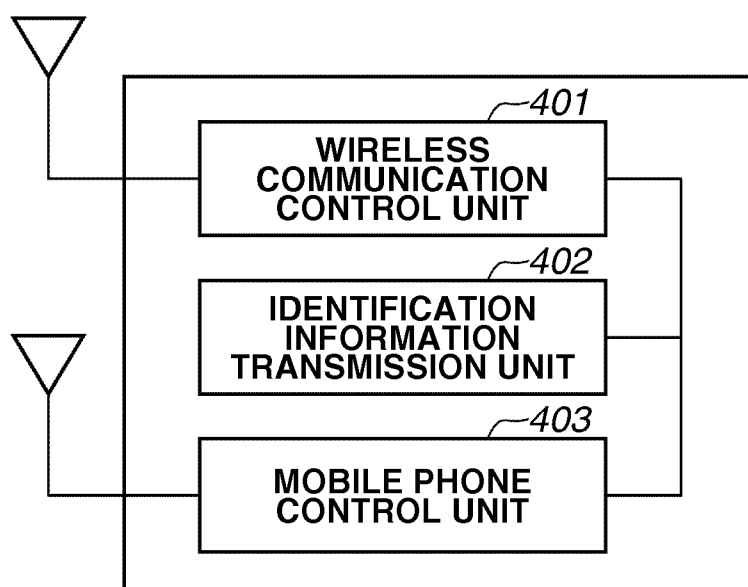 401
WIRELESS
COMMUNICATION
CONTROL UNIT
402
IDENTIFICATION
INFORMATION
TRANSMISSION UNIT
403
MOBILE PHONE
CONTROL UNIT